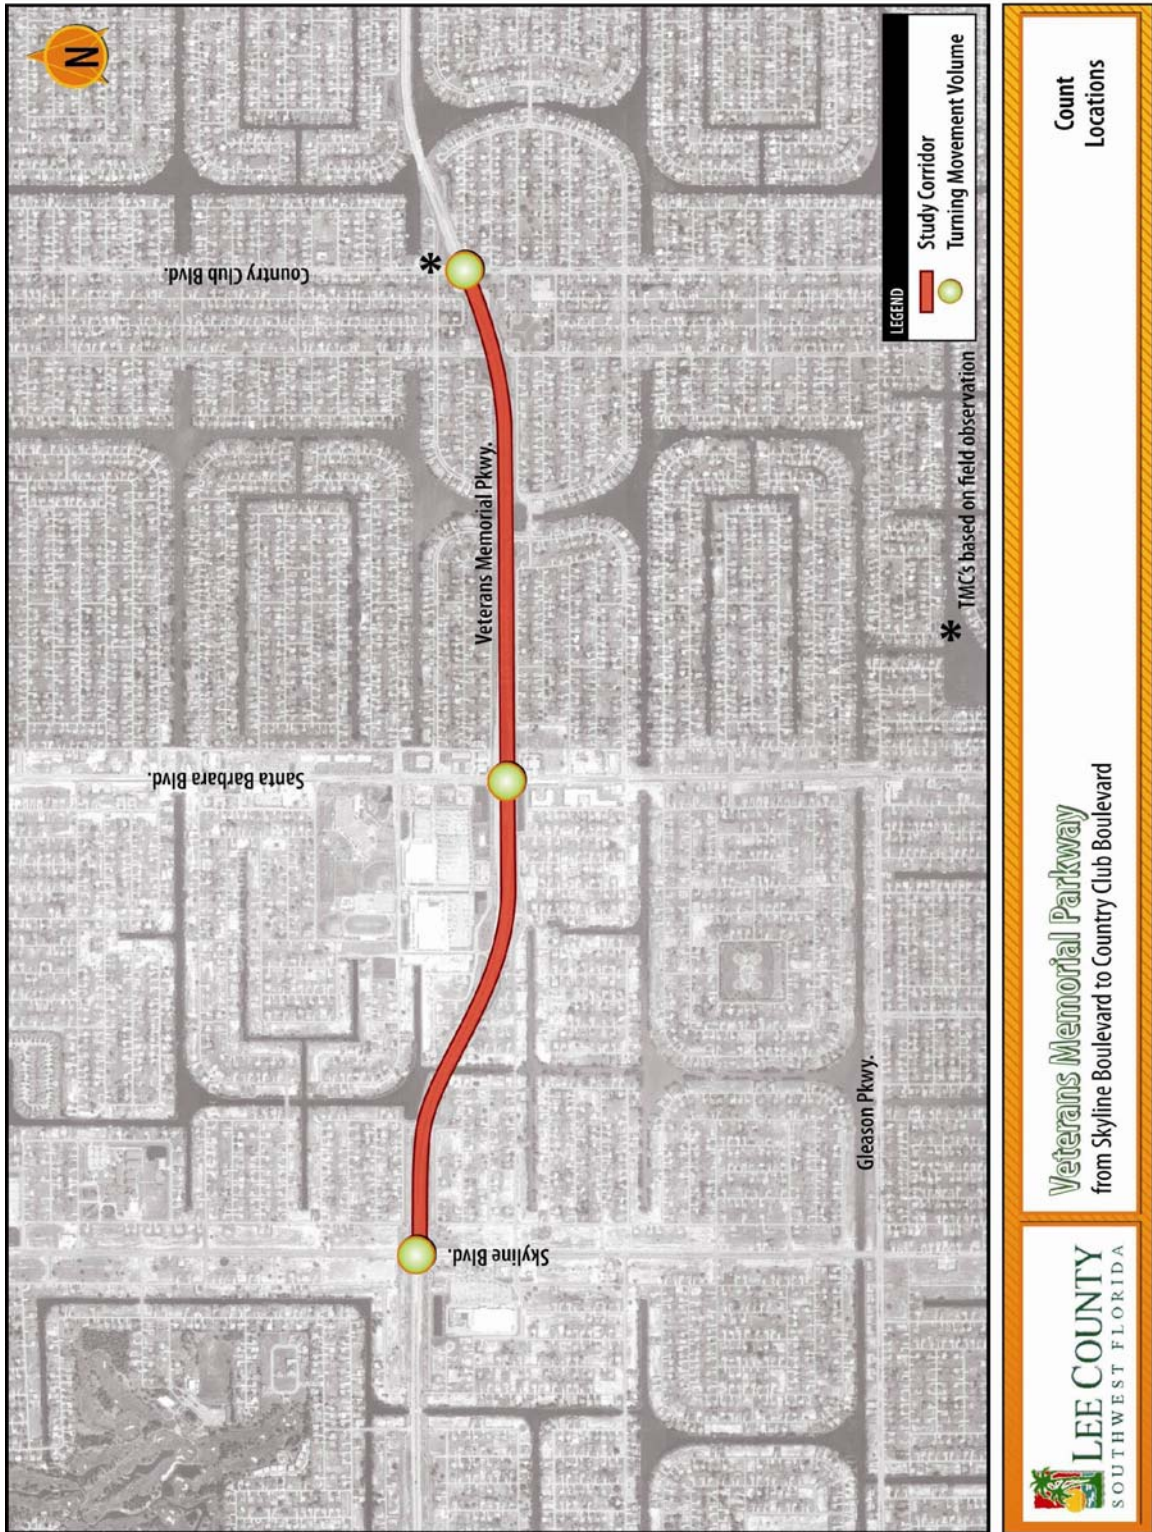 N
Country Club Blvd.
Santa Barbara Blvd.
Veterans Memorial Pkwy.
Skyline Blvd.
Gleason Pkwy.
LEGEND
Study Corridor
Turning Movement Volume
*
* TMC's based on field observation
LEE COUNTY
SOUTHWEST FLORIDA
Veterans Memorial Parkway
from Skyline Boulevard to Country Club Boulevard
Count
Locations